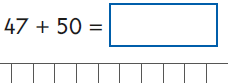 47 + 50 =